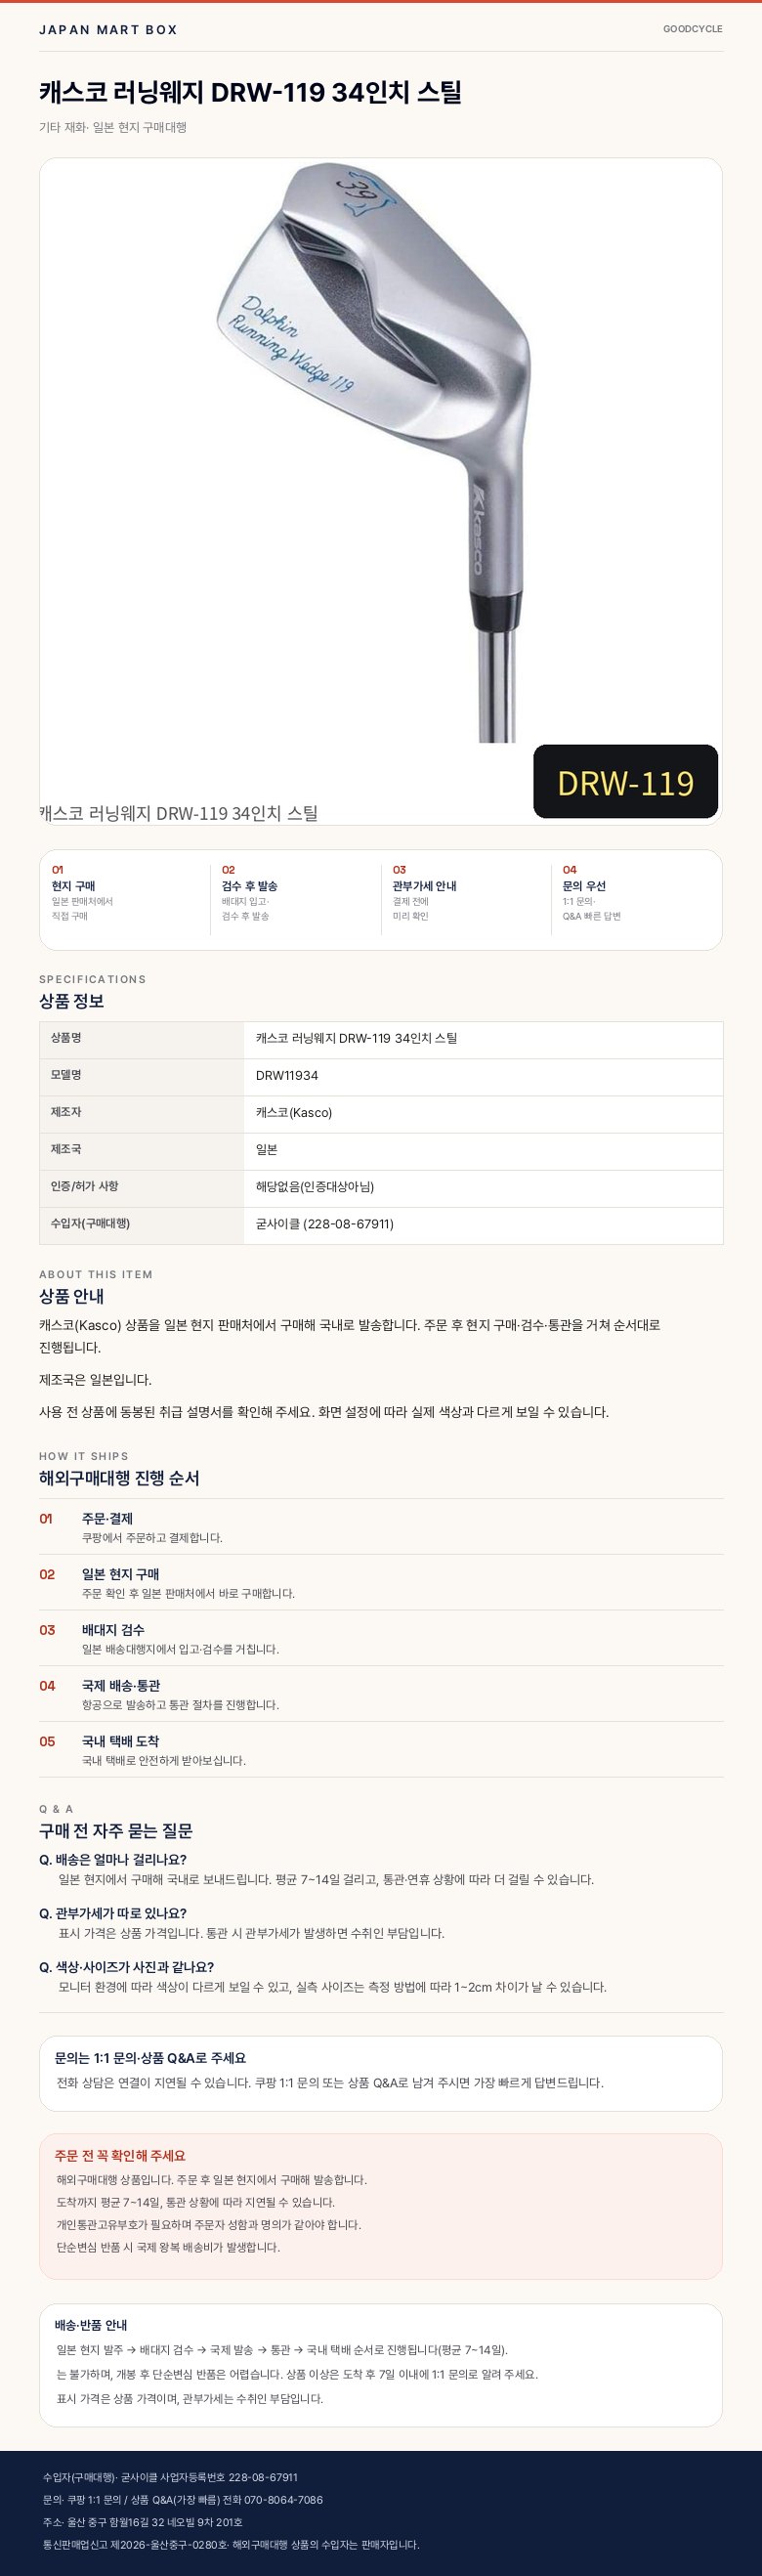 JAPAN MART BOX
GOODCYCLE
캐스코 러닝웨지 DRW-119 34인치 스틸
기타 재화· 일본 현지 구매대행
39
Dolphin
Running Wedge 119
Kasco
DRW-119
캐스코 러닝웨지 DRW-119 34인치 스틸
01
현지 구매
일본 판매처에서
직접 구매
02
검수 후 발송
배대지 입고·
검수 후 발송
03
관부가세 안내
결제 전에
미리 확인
04
문의 우선
1:1 문의·
Q&A 빠른 답변
SPECIFICATIONS
상품 정보
상품명 캐스코 러닝웨지 DRW-119 34인치 스틸
모델명 DRW11934
제조자 캐스코(Kasco)
제조국 일본
인증/허가 사항 해당없음(인증대상아님)
수입자(구매대행) 굳사이클 (228-08-67911)
ABOUT THIS ITEM
상품 안내
캐스코(Kasco) 상품을 일본 현지 판매처에서 구매해 국내로 발송합니다. 주문 후 현지 구매·검수·통관을 거쳐 순서대로
진행됩니다.
제조국은 일본입니다.
사용 전 상품에 동봉된 취급 설명서를 확인해 주세요. 화면 설정에 따라 실제 색상과 다르게 보일 수 있습니다.
HOW IT SHIPS
해외구매대행 진행 순서
01 주문·결제
쿠팡에서 주문하고 결제합니다.
02 일본 현지 구매
주문 확인 후 일본 판매처에서 바로 구매합니다.
03 배대지 검수
일본 배송대행지에서 입고·검수를 거칩니다.
04 국제 배송·통관
항공으로 발송하고 통관 절차를 진행합니다.
05 국내 택배 도착
국내 택배로 안전하게 받아보십니다.
Q & A
구매 전 자주 묻는 질문
Q. 배송은 얼마나 걸리나요?
일본 현지에서 구매해 국내로 보내드립니다. 평균 7~14일 걸리고, 통관·연휴 상황에 따라 더 걸릴 수 있습니다.
Q. 관부가세가 따로 있나요?
표시 가격은 상품 가격입니다. 통관 시 관부가세가 발생하면 수취인 부담입니다.
Q. 색상·사이즈가 사진과 같나요?
모니터 환경에 따라 색상이 다르게 보일 수 있고, 실측 사이즈는 측정 방법에 따라 1~2cm 차이가 날 수 있습니다.
문의는 1:1 문의·상품 Q&A로 주세요
전화 상담은 연결이 지연될 수 있습니다. 쿠팡 1:1 문의 또는 상품 Q&A로 남겨 주시면 가장 빠르게 답변드립니다.
주문 전 꼭 확인해 주세요
해외구매대행 상품입니다. 주문 후 일본 현지에서 구매해 발송합니다.
도착까지 평균 7~14일, 통관 상황에 따라 지연될 수 있습니다.
개인통관고유부호가 필요하며 주문자 성함과 명의가 같아야 합니다.
단순변심 반품 시 국제 왕복 배송비가 발생합니다.
배송·반품 안내
일본 현지 발주 → 배대지 검수 → 국제 발송 → 통관 → 국내 택배 순서로 진행됩니다(평균 7~14일).
는 불가하며, 개봉 후 단순변심 반품은 어렵습니다. 상품 이상은 도착 후 7일 이내에 1:1 문의로 알려 주세요.
표시 가격은 상품 가격이며, 관부가세는 수취인 부담입니다.
수입자(구매대행)· 굳사이클 사업자등록번호 228-08-67911
문의· 쿠팡 1:1 문의 / 상품 Q&A(가장 빠름) 전화 070-8064-7086
주소· 울산 중구 함월16길 32 네오빌 9차 201호
통신판매업신고 제2026-울산중구-0280호· 해외구매대행 상품의 수입자는 판매자입니다.